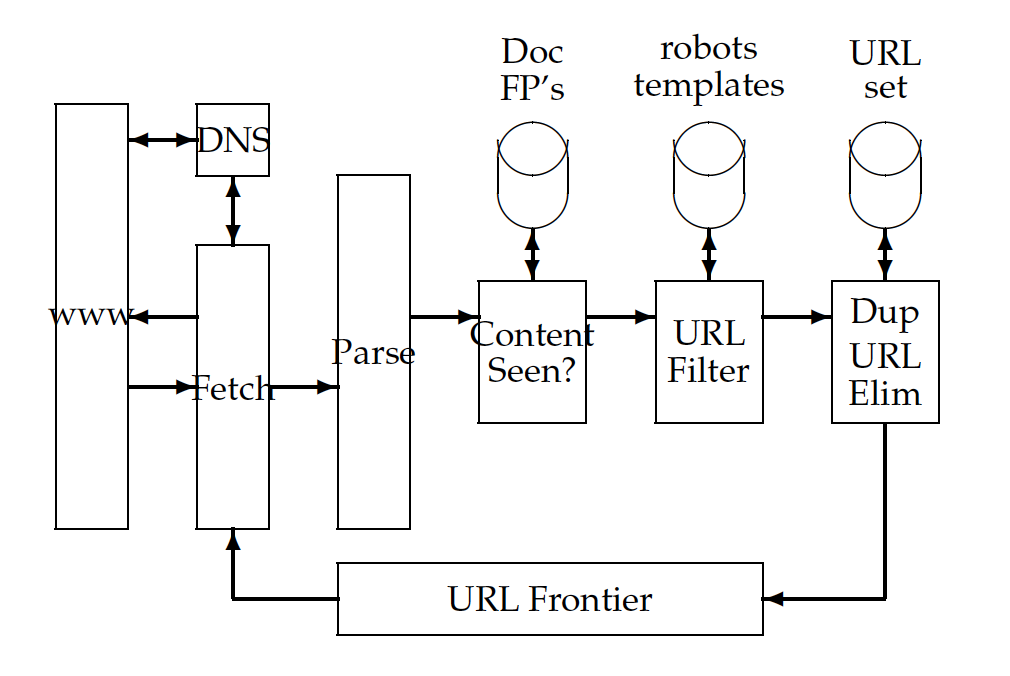 Doc
FP's
robots
templates
URL
set
DNS
www
Fetch
Parse
Content
Seen?
URL
Filter
Dup
URL
Elim
URL Frontier